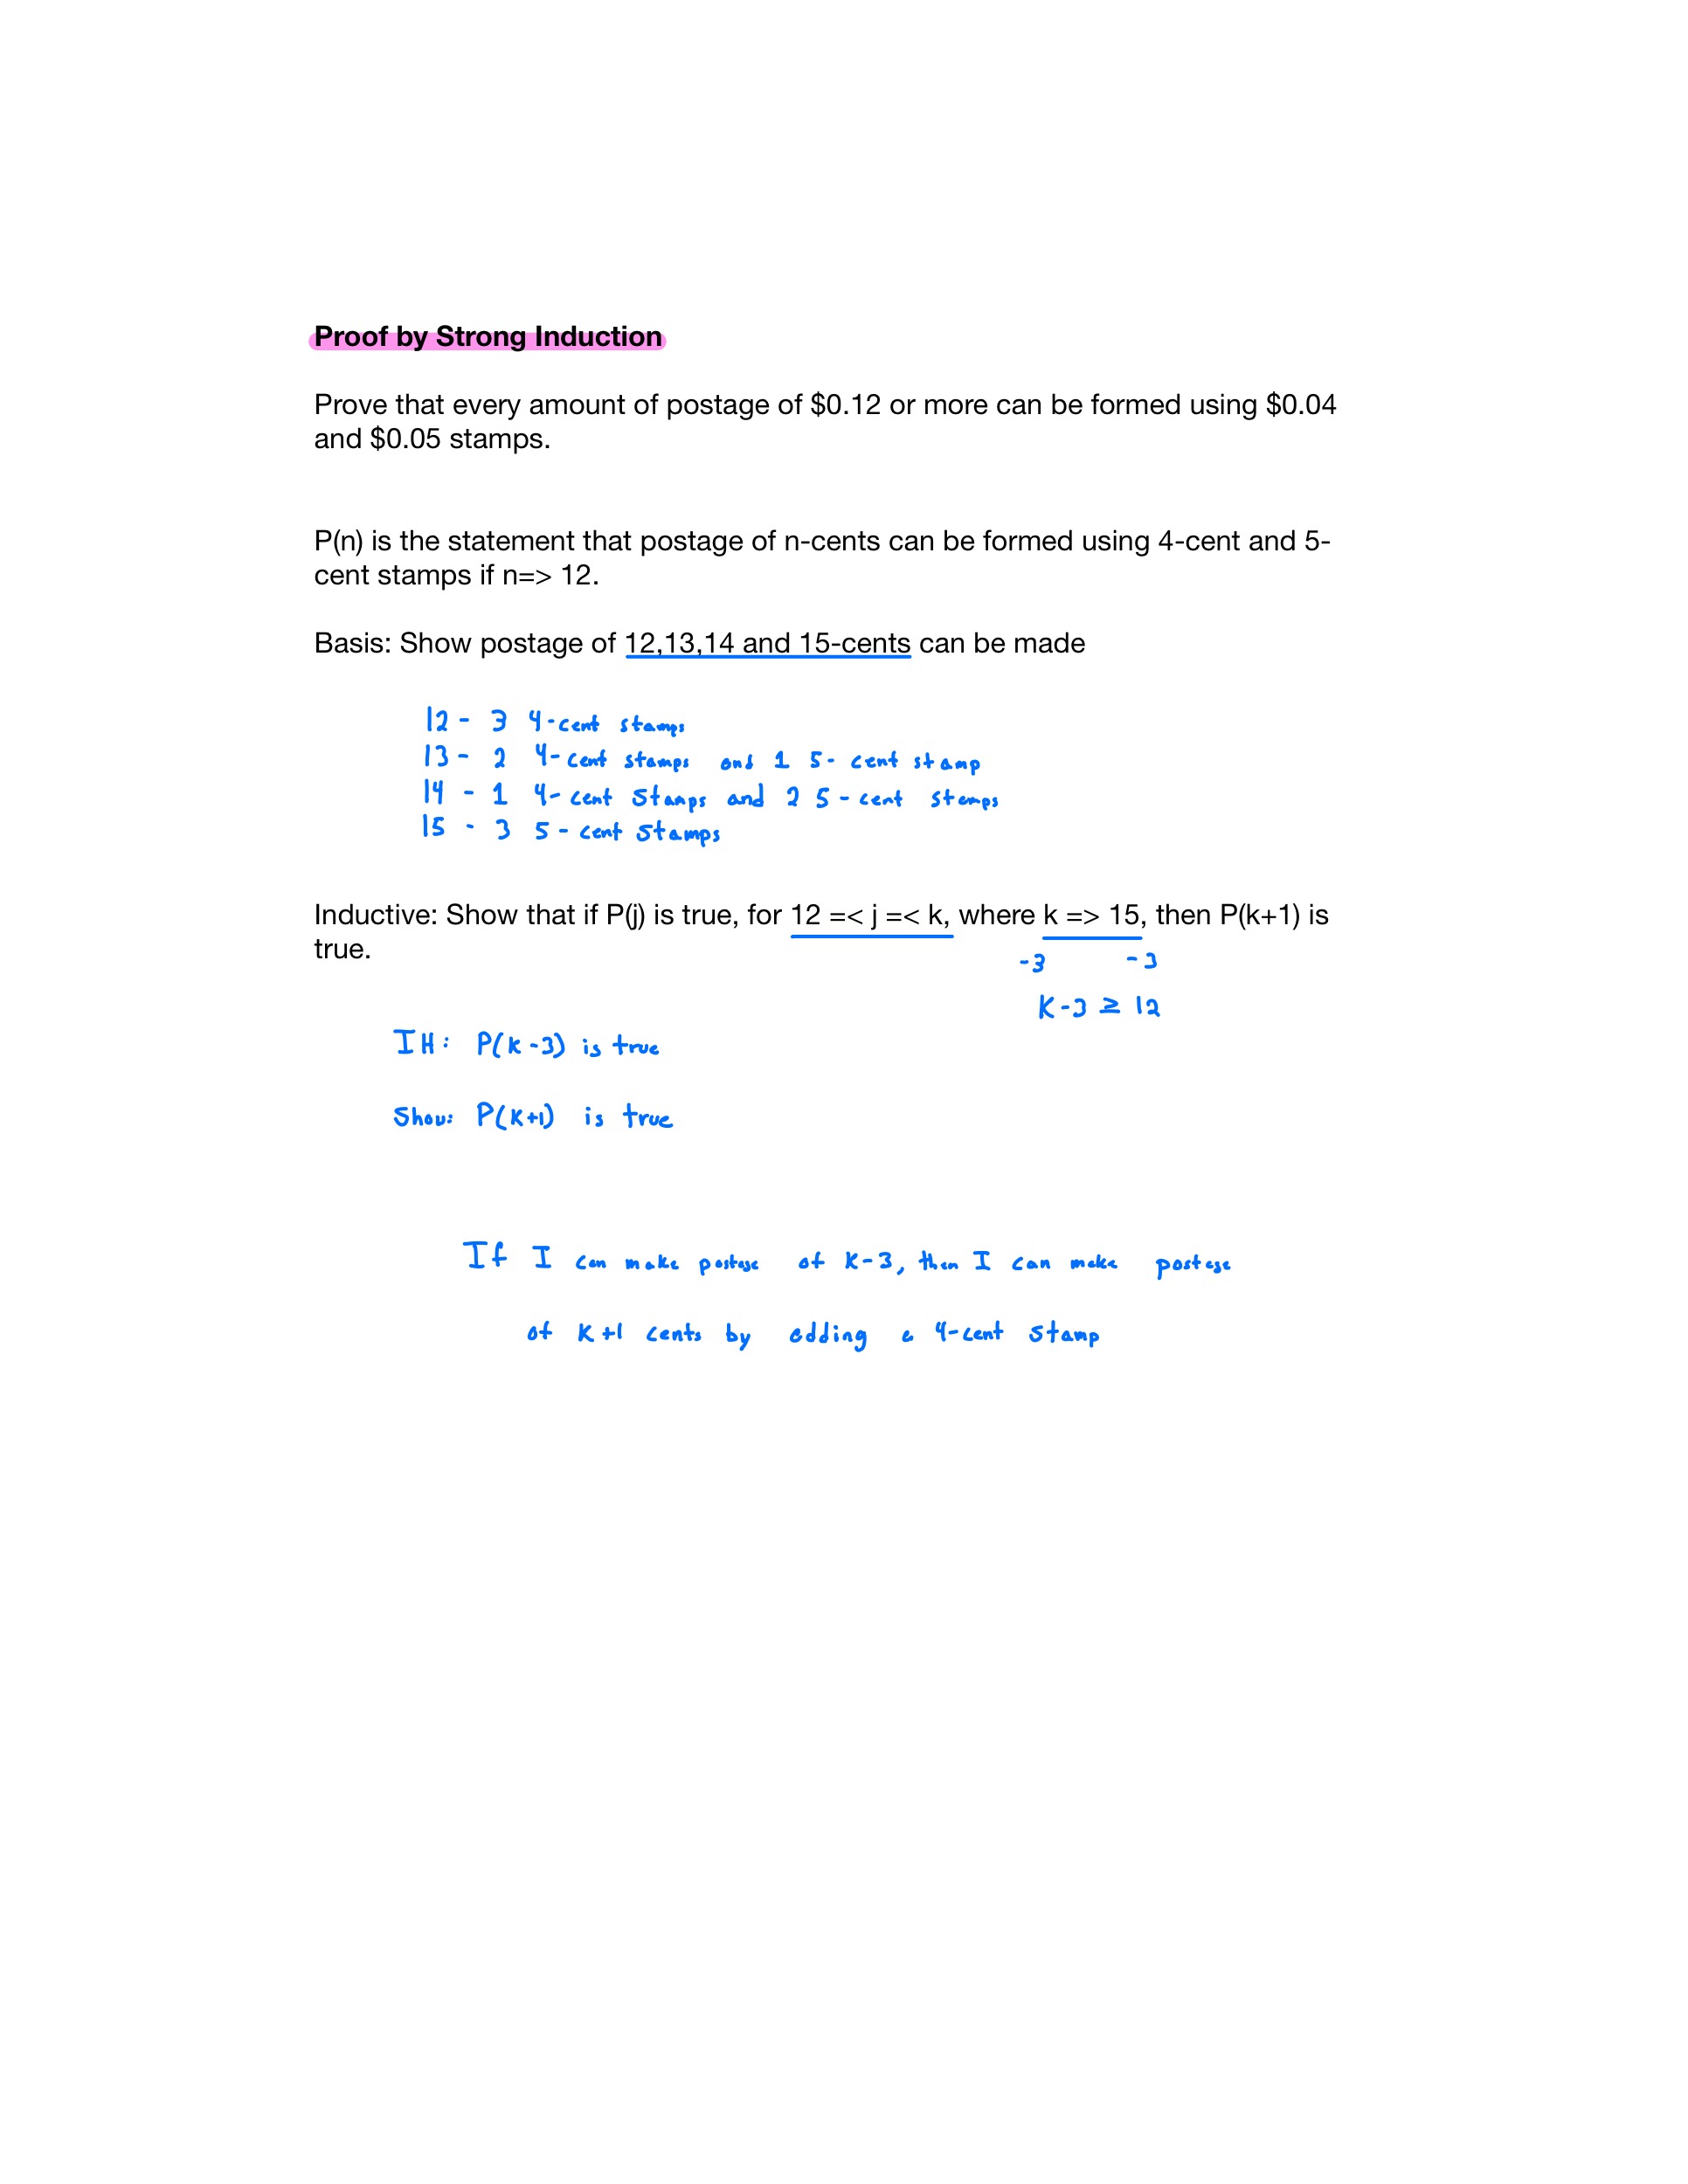 Proof by Strong Induction
Prove that every amount of postage of $0.12 or more can be formed using $0.04
and $0.05 stamps.
P(n) is the statement that postage of n-cents can be formed using 4-cent and 5-
cent stamps if n=> 12.
Basis: Show postage of 12,13,14 and 15-cents can be made
12 - 3 4-cent stamps
13 - 2 4-cent stamps and 1 5-cent stamp
14 - 1 4-cent stamps and 2 5-cent stamps
15 - 3 5-cent stamps
Inductive: Show that if P(j) is true, for 12 =< j =< k, where k => 15, then P(k+1) is
true.
-3 -3
K-3 ≥ 12
IH: P(k-3) is true
Show: P(K+1) is true
If I can make postage of K-3, then I can make postage
of K+1 cents by adding a 4-cent stamp